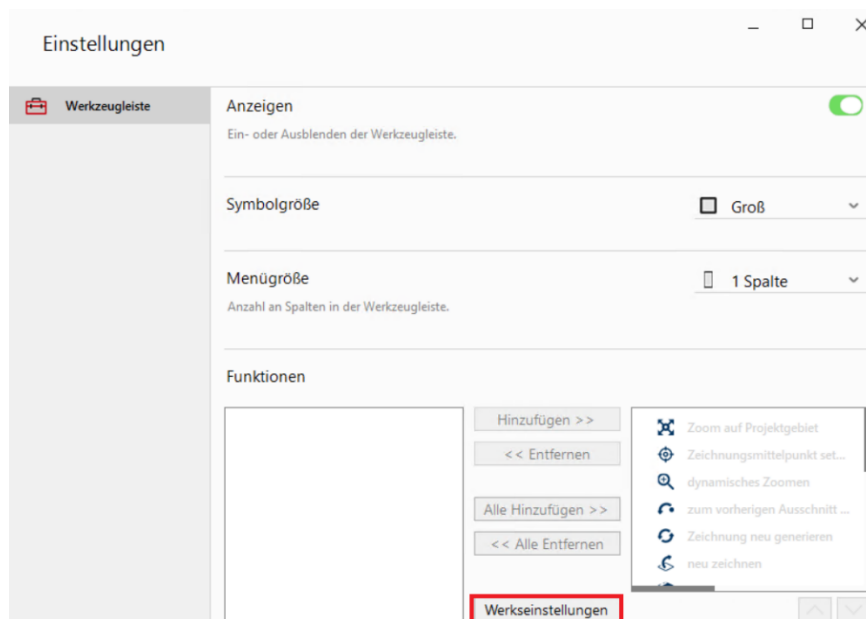 Einstellungen
Werkzeugleiste
Anzeigen
Ein- oder Ausblenden der Werkzeugleiste.
Symbolgröße
Groß
Menügröße
1 Spalte
Anzahl an Spalten in der Werkzeugleiste.
Funktionen
Hinzufügen >>
<< Entfernen
Alle Hinzufügen >>
<< Alle Entfernen
Werkseinstellungen
Zoom auf Projektgebiet
Zeichnungsmittelpunkt set...
dynamisches Zoomen
zum vorherigen Ausschnitt ...
Zeichnung neu generieren
neu zeichnen